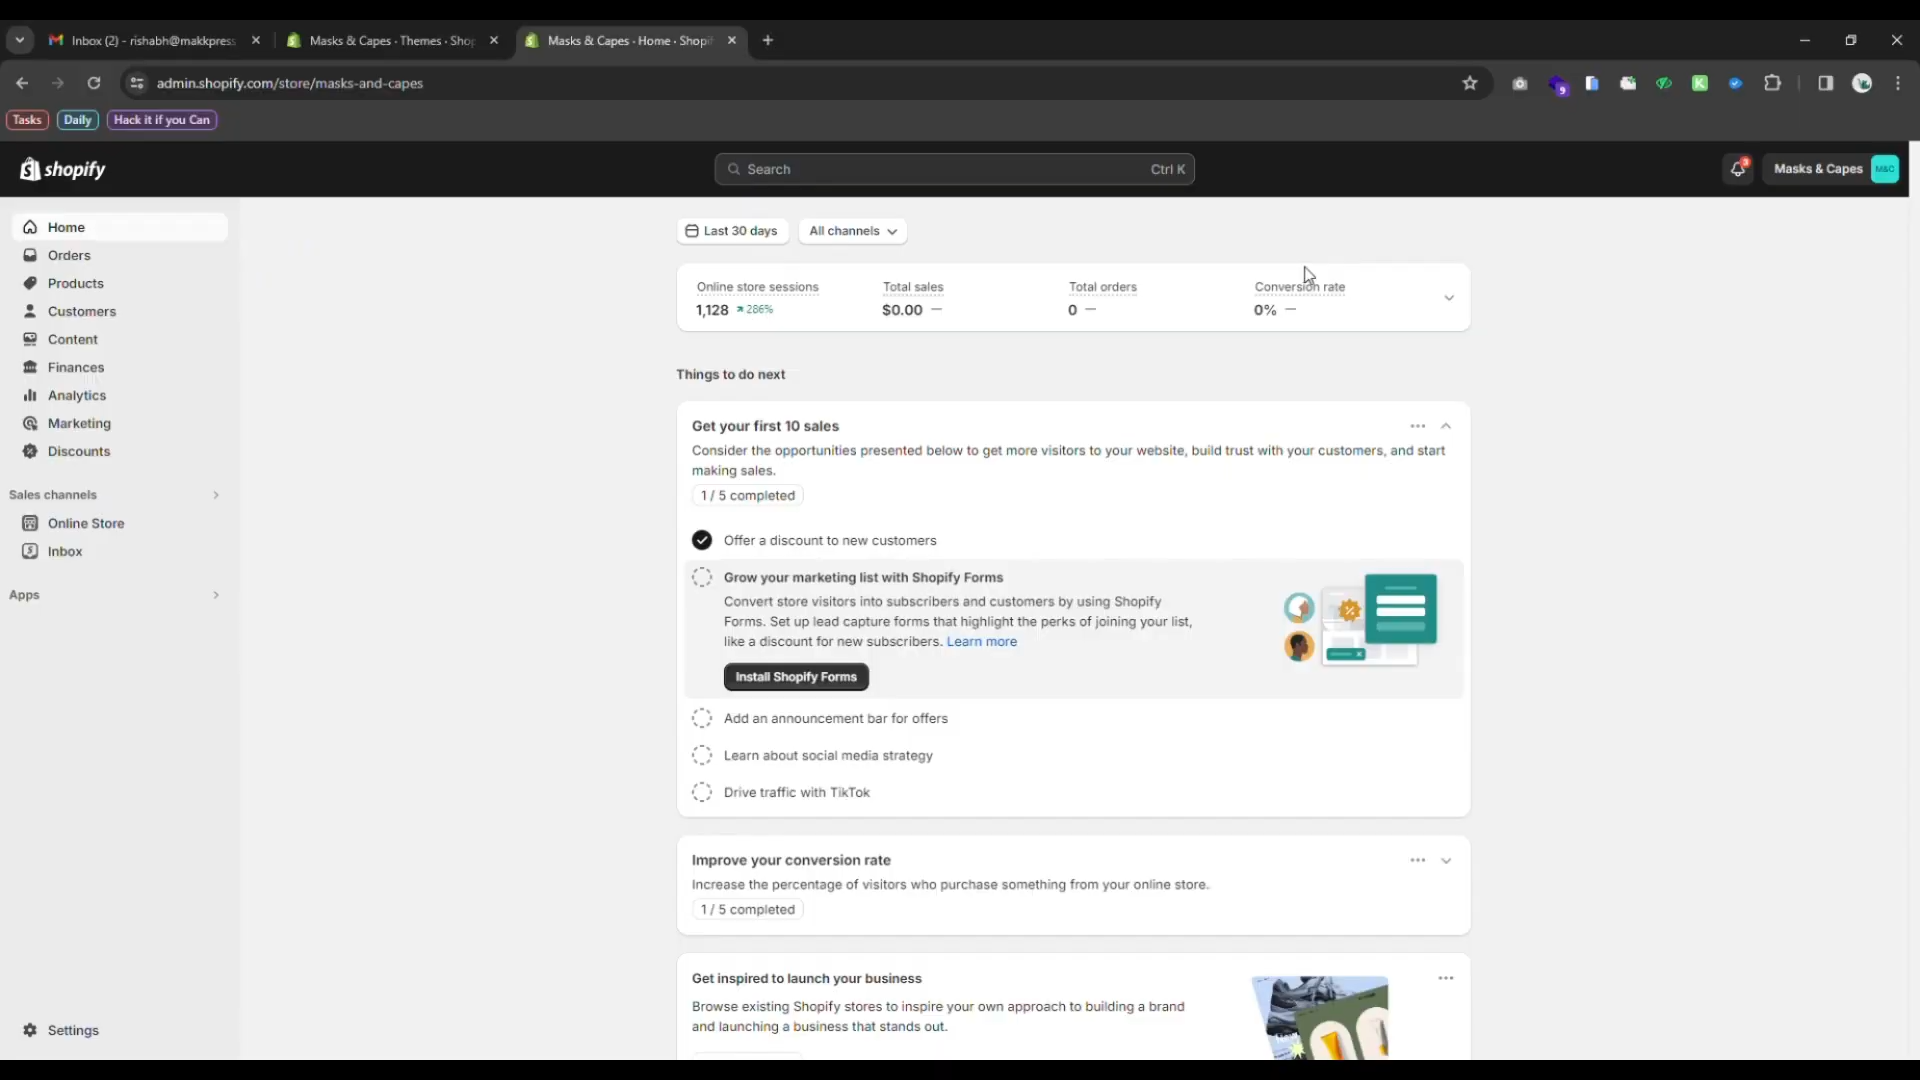 Inbox (2) - rishabh@makkpress
Masks & Capes · Themes · Sho
Masks & Capes · Home · Shopi
admin.shopify.com/store/masks-and-capes
9
K
Tasks
Daily
Hack it if you Can
shopify
Search
Ctrl K
3
Masks & Capes
M&C
Home
Orders
Products
Customers
Content
Finances
Analytics
Marketing
Discounts
Sales channels
Online Store
Inbox
Apps
Settings
Last 30 days
All channels
Online store sessions
1,128
286%
Total sales
$0.00 —
Total orders
0 —
Conversion rate
0% —
Things to do next
Get your first 10 sales
Consider the opportunities presented below to get more visitors to your website, build trust with your customers, and start
making sales.
1 / 5 completed
Offer a discount to new customers
Grow your marketing list with Shopify Forms
Convert store visitors into subscribers and customers by using Shopify
Forms. Set up lead capture forms that highlight the perks of joining your list,
like a discount for new subscribers. Learn more
Install Shopify Forms
Add an announcement bar for offers
Learn about social media strategy
Drive traffic with TikTok
Improve your conversion rate
Increase the percentage of visitors who purchase something from your online store.
1 / 5 completed
Get inspired to launch your business
Browse existing Shopify stores to inspire your own approach to building a brand
and launching a business that stands out.